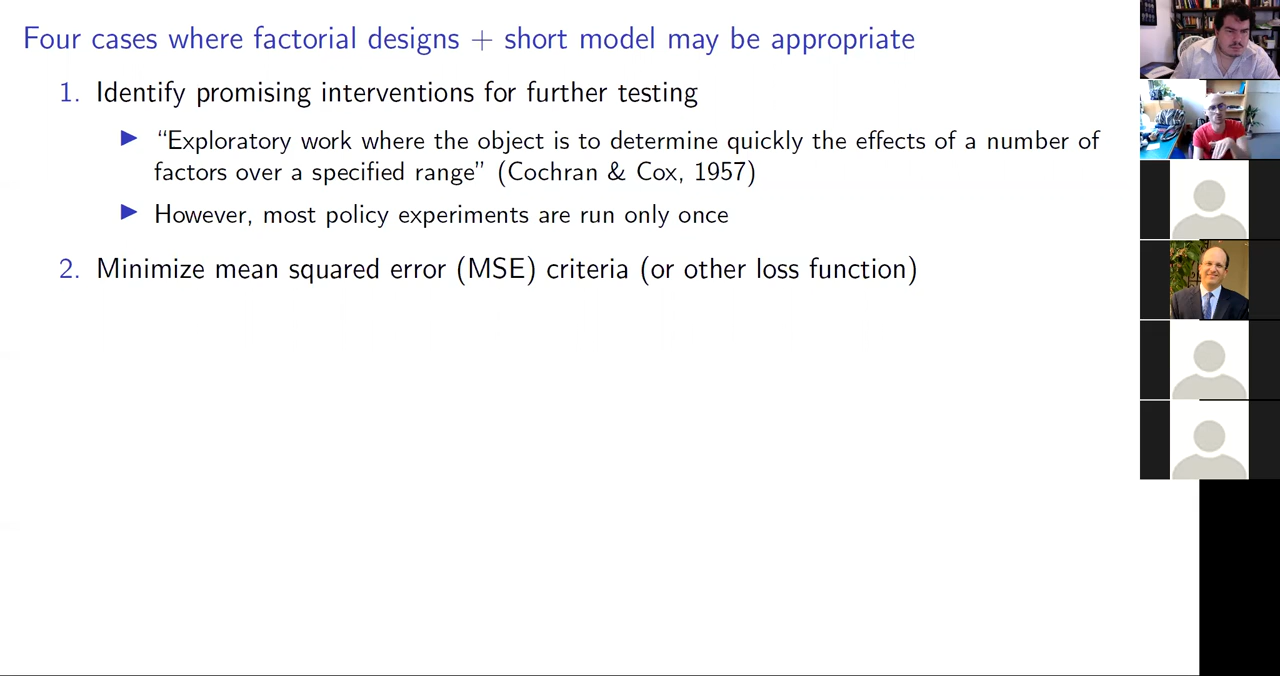 Four cases where factorial designs + short model may be appropriate
1. Identify promising interventions for further testing
▶ “Exploratory work where the object is to determine quickly the effects of a number of
factors over a specified range” (Cochran & Cox, 1957)
▶ However, most policy experiments are run only once
2. Minimize mean squared error (MSE) criteria (or other loss function)